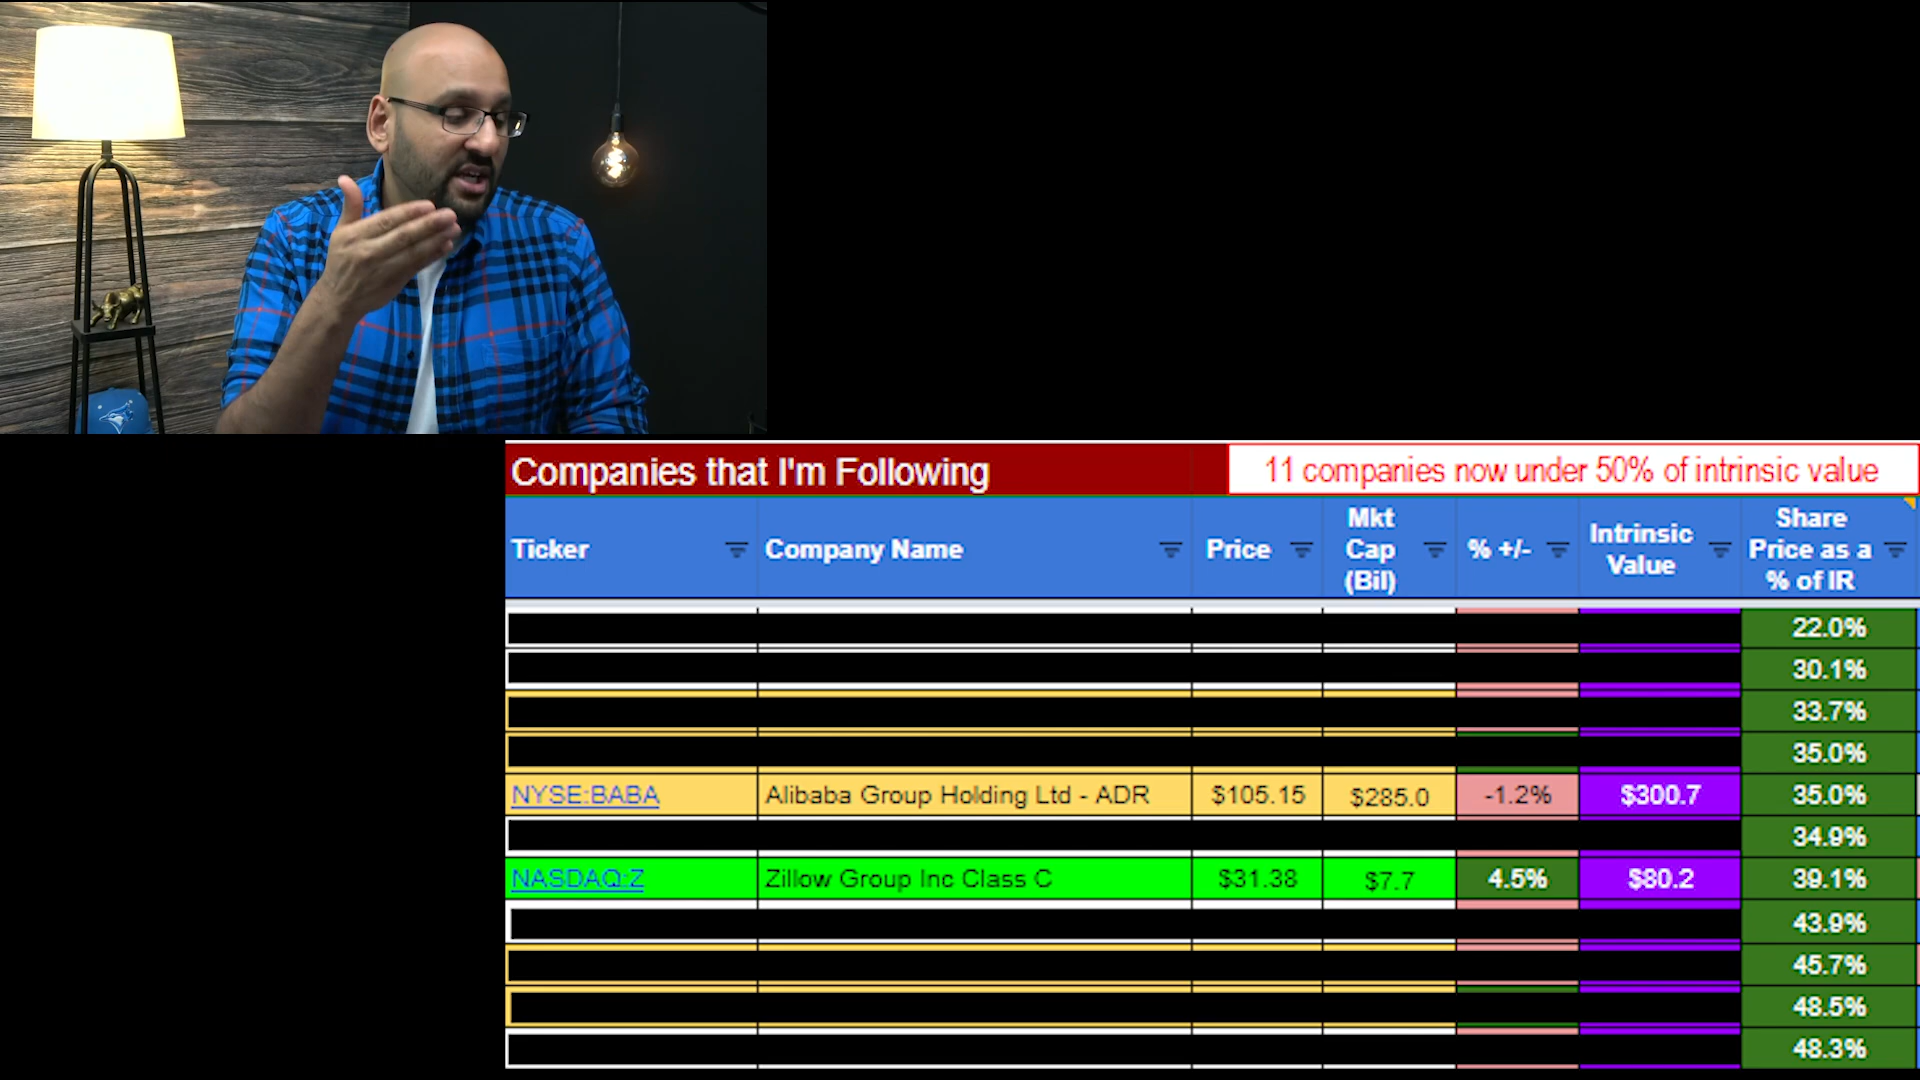 Companies that I'm Following
11 companies now under 50% of intrinsic value
Ticker
Company Name
Price
Mkt
Cap
(Bil)
% +/-
Intrinsic
Value
Share
Price as a
% of IR
22.0%
30.1%
33.7%
35.0%
NYSE:BABA Alibaba Group Holding Ltd - ADR $105.15 $285.0 -1.2% $300.7 35.0%
34.9%
NASDAQ:Z Zillow Group Inc Class C $31.38 $7.7 4.5% $80.2 39.1%
43.9%
45.7%
48.5%
48.3%